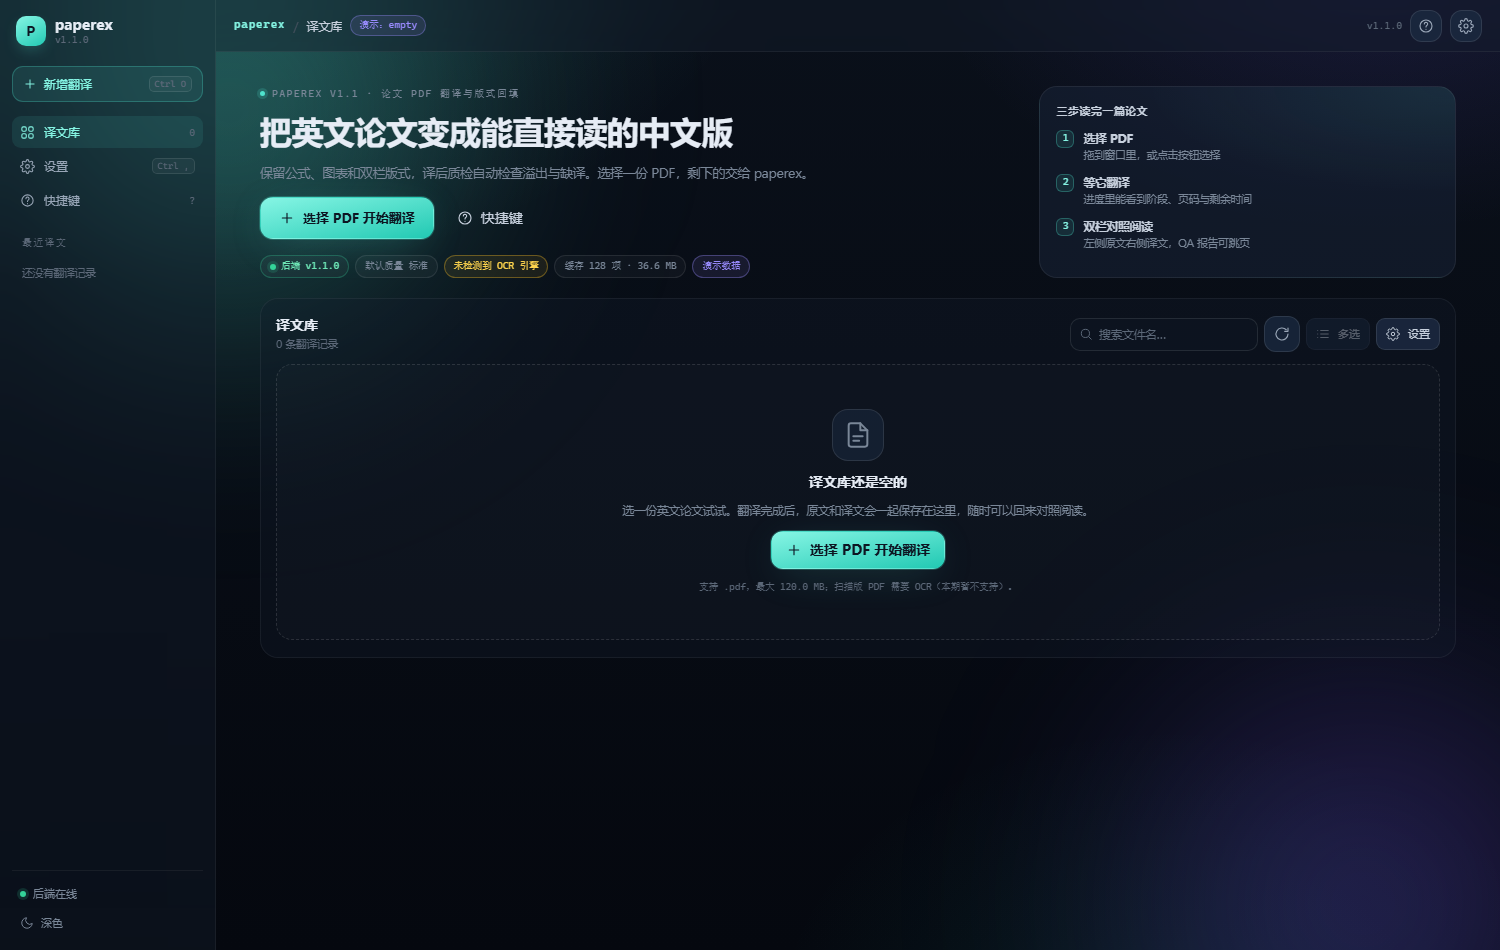 P
paperex
v1.1.0
新增翻译 Ctrl O
译文库 0
设置 Ctrl ,
快捷键 ?
最近译文
还没有翻译记录
后端在线
深色
paperex / 译文库 演示: empty
v1.1.0
PAPEREX V1.1 · 论文 PDF 翻译与版式回填
把英文论文变成能直接读的中文版
保留公式、图表和双栏版式，译后质检自动检查溢出与缺译。选择一份 PDF，剩下的交给 paperex。
选择 PDF 开始翻译 快捷键
后端 v1.1.0 默认质量 标准 未检测到 OCR 引擎 缓存 128 项 · 36.6 MB 演示数据
三步读完一篇论文
1 选择 PDF
拖到窗口里，或点击按钮选择
2 等它翻译
进度里能看到阶段、页码与剩余时间
3 双栏对照阅读
左侧原文右侧译文，QA 报告可跳页
译文库
0 条翻译记录
搜索文件名… 多选 设置
译文库还是空的
选一份英文论文试试。翻译完成后，原文和译文会一起保存在这里，随时可以回来对照阅读。
选择 PDF 开始翻译
支持 .pdf，最大 120.0 MB；扫描版 PDF 需要 OCR（本期暂不支持）。